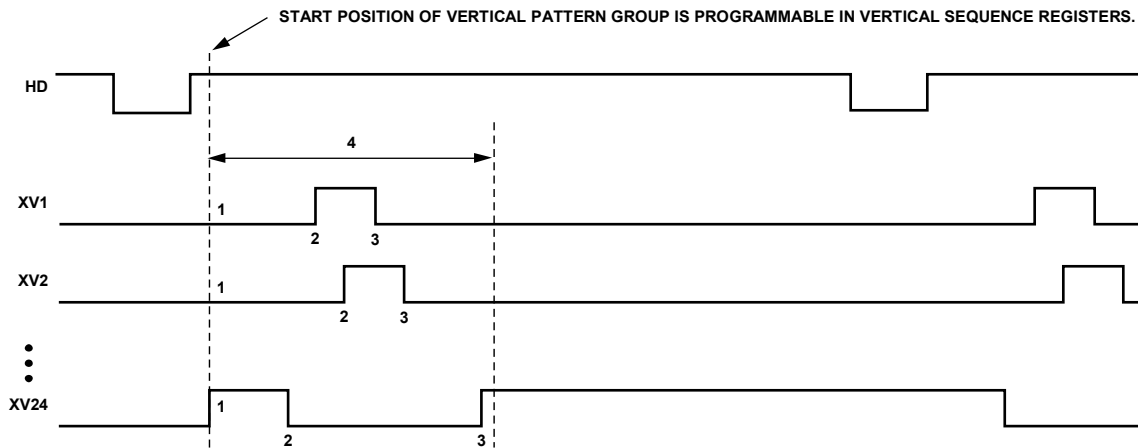 START POSITION OF VERTICAL PATTERN GROUP IS PROGRAMMABLE IN VERTICAL SEQUENCE REGISTERS.
HD
4
XV1
1
2 3
XV2
1
2 3
XV24
1
2 3